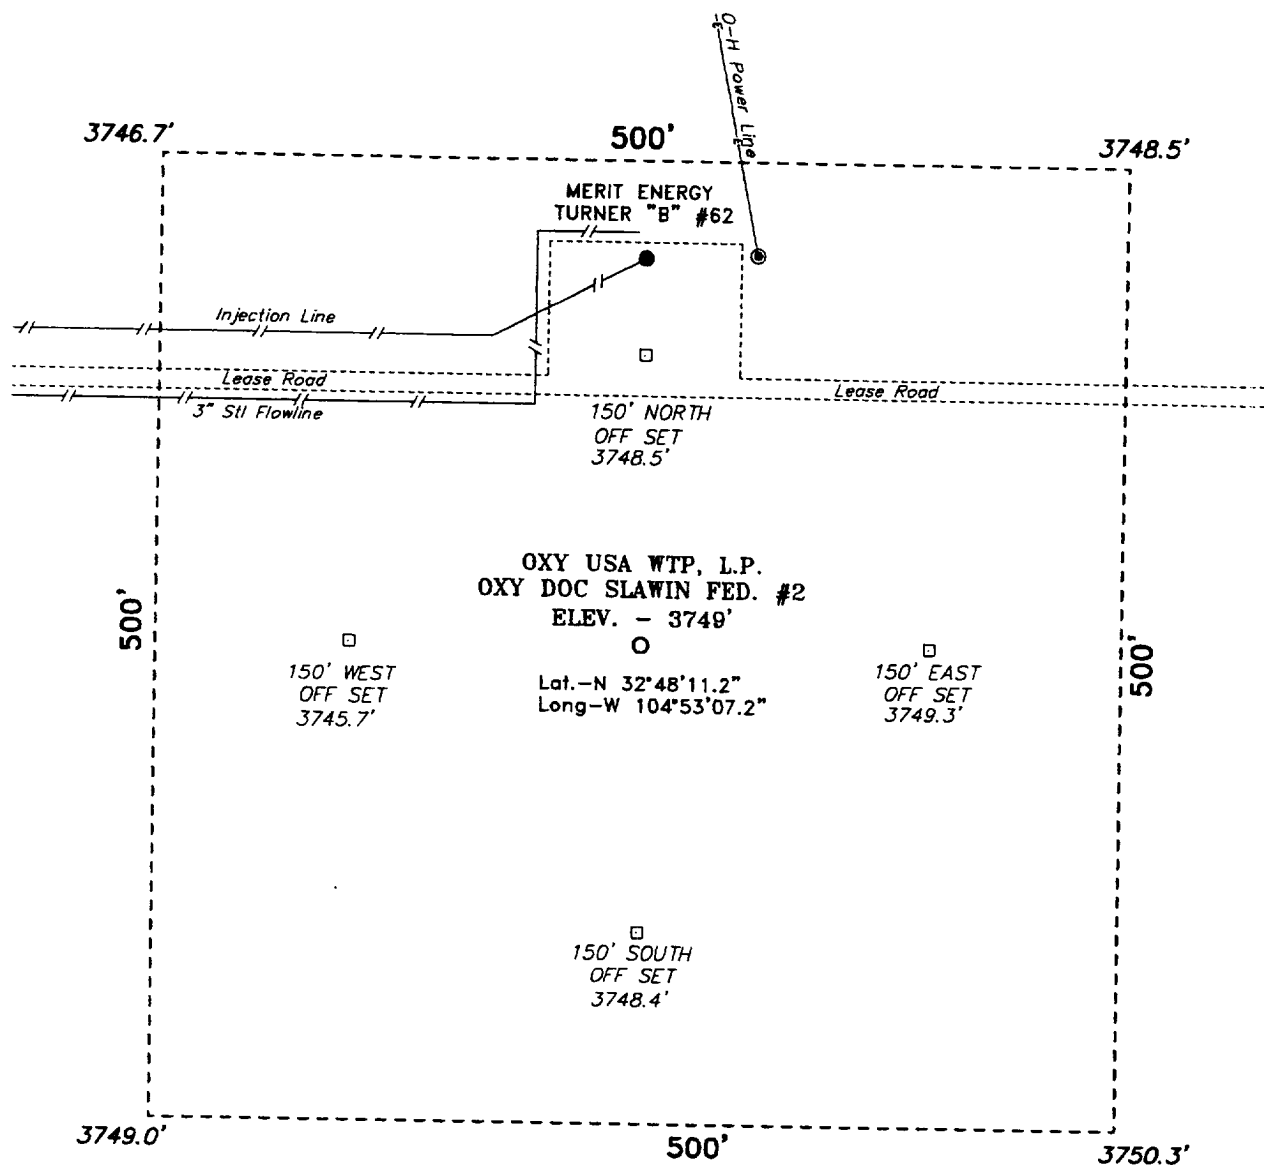 O-H Power Line
E
E
3746.7'
500'
3748.5'
MERIT ENERGY
TURNER "B" #62
Injection Line
Lease Road
Lease Road
3" Stl Flowline
150' NORTH
OFF SET
3748.5'
OXY USA WTP, L.P.
OXY DOC SLAWIN FED. #2
ELEV. - 3749'
500'
500'
150' WEST
OFF SET
3745.7'
Lat.-N 32°48'11.2"
Long-W 104°53'07.2"
150' EAST
OFF SET
3749.3'
150' SOUTH
OFF SET
3748.4'
3749.0'
500'
3750.3'